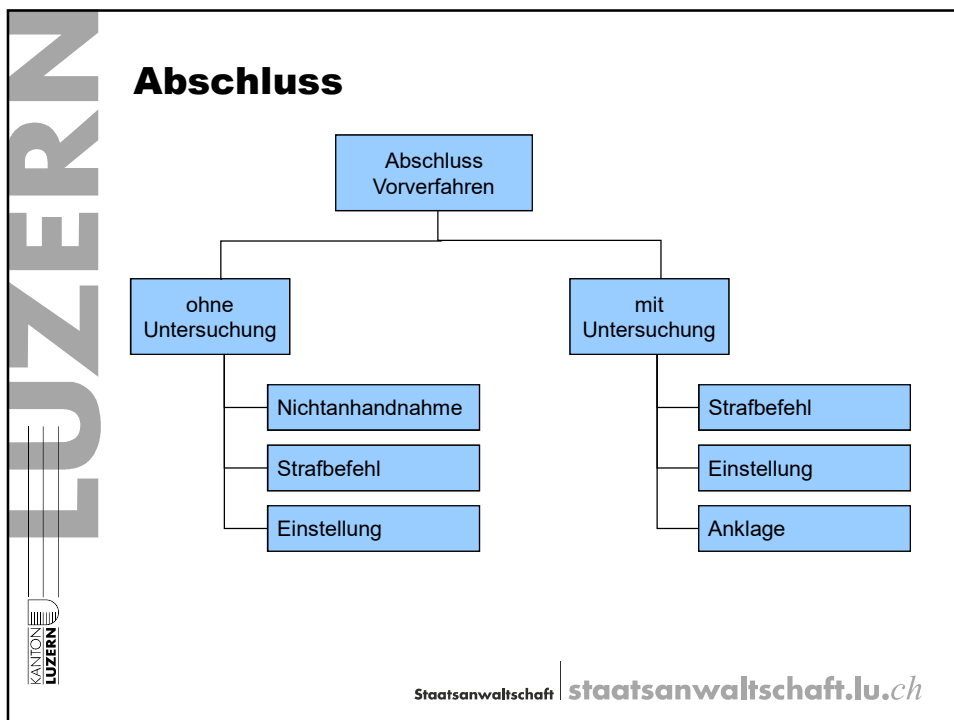 LUZERN
Abschluss
Abschluss
Vorverfahren
ohne
Untersuchung
mit
Untersuchung
Nichtanhandnahme
Strafbefehl
Einstellung
Strafbefehl
Einstellung
Anklage
KANTON
LUZERN
Staatsanwaltschaft staatsanwaltschaft.lu.ch